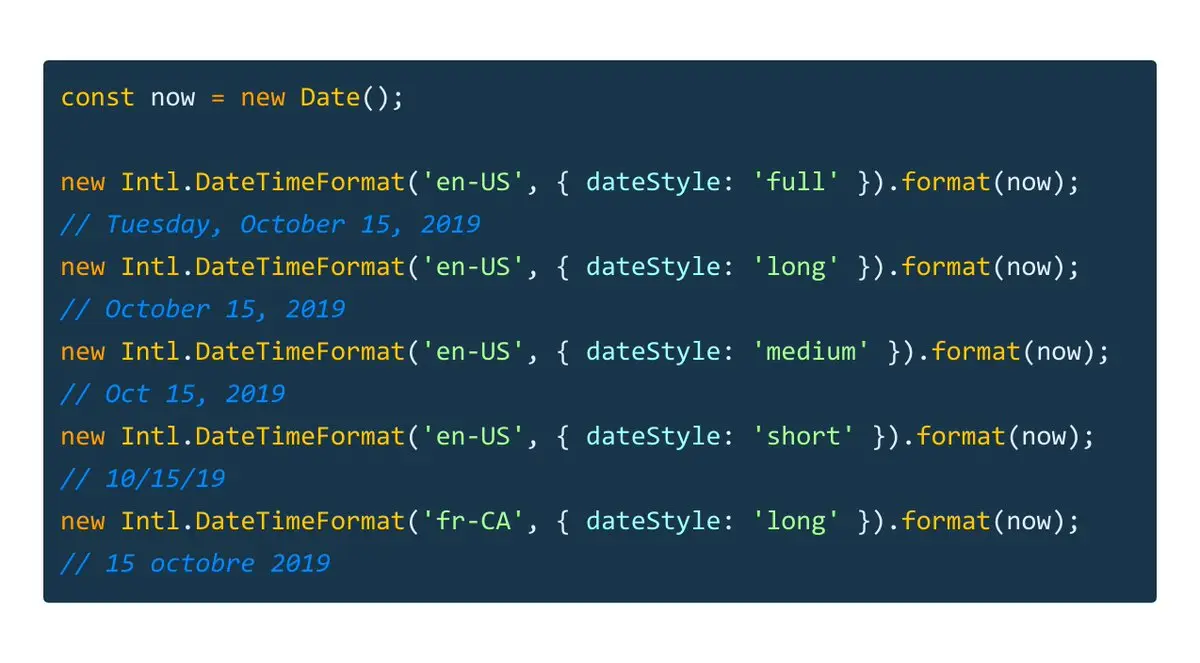 const now = new Date();
new Intl.DateTimeFormat('en-US', { dateStyle: 'full' }).format(now);
// Tuesday, October 15, 2019
new Intl.DateTimeFormat('en-US', { dateStyle: 'long' }).format(now);
// October 15, 2019
new Intl.DateTimeFormat('en-US', { dateStyle: 'medium' }).format(now);
// Oct 15, 2019
new Intl.DateTimeFormat('en-US', { dateStyle: 'short' }).format(now);
// 10/15/19
new Intl.DateTimeFormat('fr-CA', { dateStyle: 'long' }).format(now);
// 15 octobre 2019